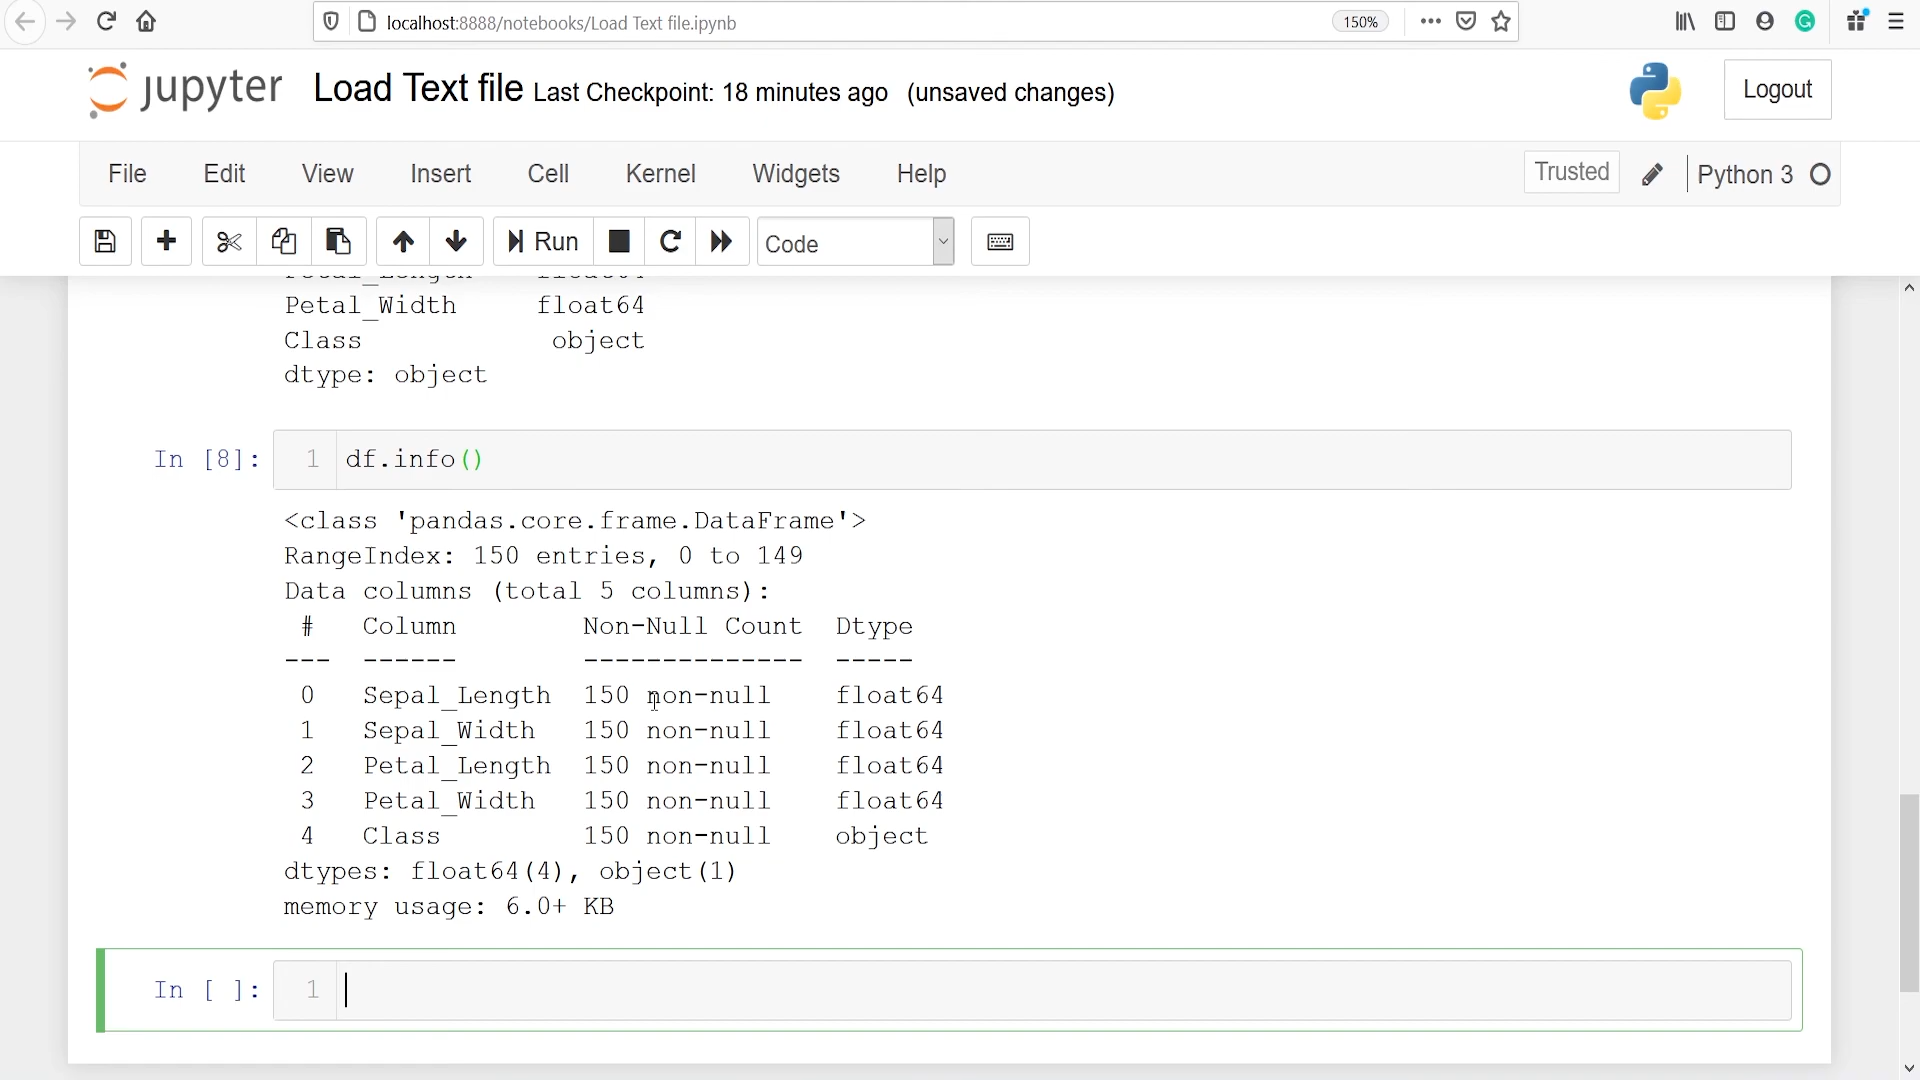 localhost:8888/notebooks/Load Text file.ipynb
150%
jupyter Load Text file Last Checkpoint: 18 minutes ago (unsaved changes)
Logout
File Edit View Insert Cell Kernel Widgets Help
Trusted
Python 3
Run
Code
Petal_Width float64
Class object
dtype: object
In [8]: 1 df.info()
<class 'pandas.core.frame.DataFrame'>
RangeIndex: 150 entries, 0 to 149
Data columns (total 5 columns):
# Column Non-Null Count Dtype
--- ------ -------------- -----
0 Sepal_Length 150 non-null float64
1 Sepal_Width 150 non-null float64
2 Petal_Length 150 non-null float64
3 Petal_Width 150 non-null float64
4 Class 150 non-null object
dtypes: float64(4), object(1)
memory usage: 6.0+ KB
In [ ]: 1